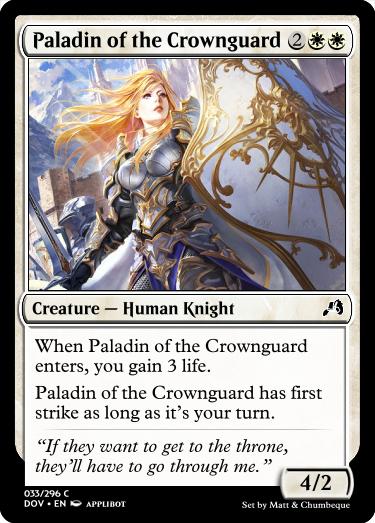 Paladin of the Crownguard 2
Creature — Human Knight
When Paladin of the Crownguard
enters, you gain 3 life.
Paladin of the Crownguard has first
strike as long as it's your turn.
“If they want to get to the throne,
they'll have to go through me.”
4/2
033/296 C
DOV • EN APPLIBOT
Set by Matt & Chumbeque